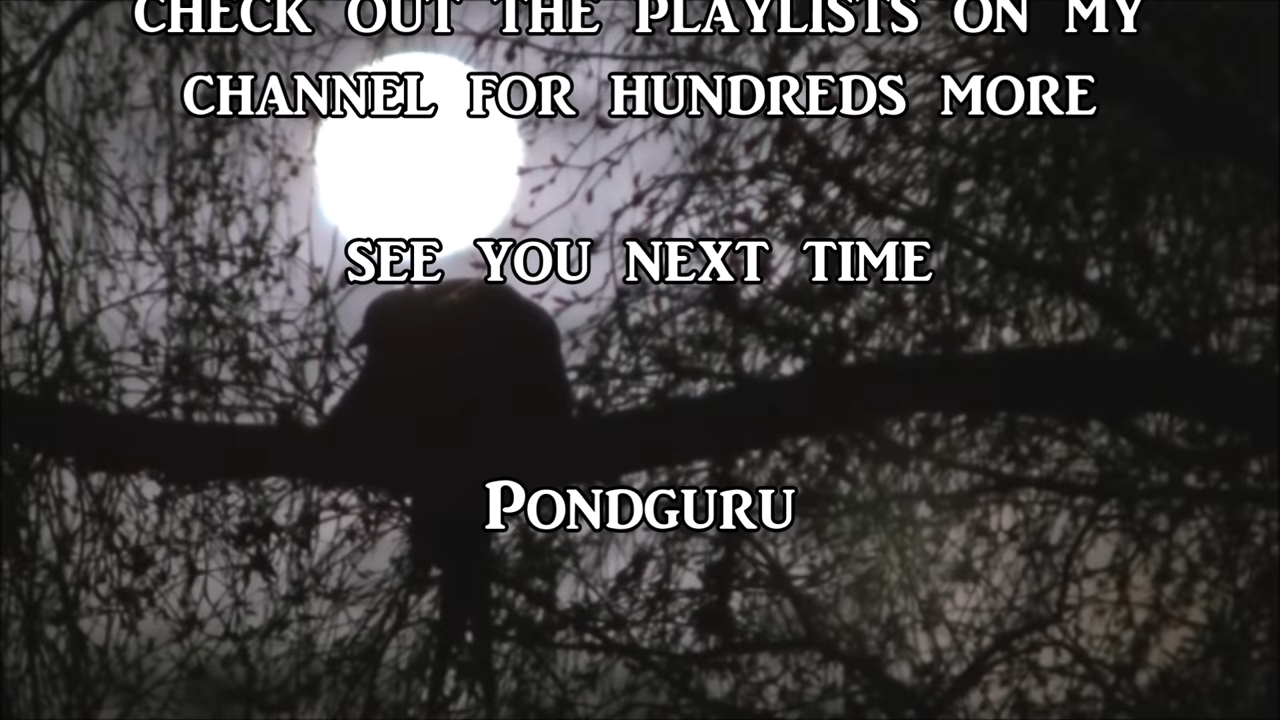 CHECK OUT THE PLAYLISTS ON MY
CHANNEL FOR HUNDREDS MORE
SEE YOU NEXT TIME
PONDGURU